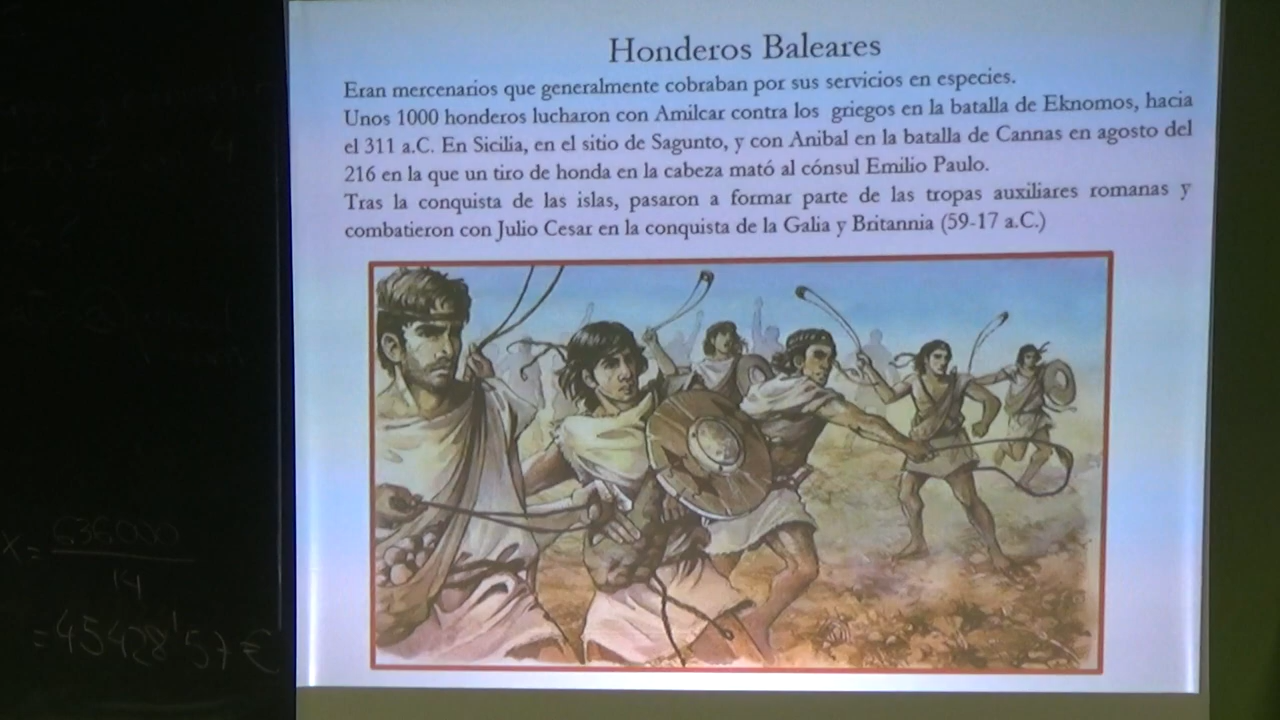 Honderos Baleares
Eran mercenarios que generalmente cobraban por sus servicios en especies.
Unos 1000 honderos lucharon con Amilcar contra los griegos en la batalla de Eknomos, hacia
el 311 a.C. En Sicilia, en el sitio de Sagunto, y con Anibal en la batalla de Cannas en agosto del
216 en la que un tiro de honda en la cabeza mató al cónsul Emilio Paulo.
Tras la conquista de las islas, pasaron a formar parte de las tropas auxiliares romanas y
combatieron con Julio Cesar en la conquista de la Galia y Britannia (59-17 a.C.)
x = 636000
14
= 45428'57 €